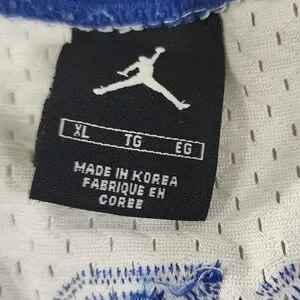 XL TG EG
MADE IN KOREA
FABRIQUE EN
COREE